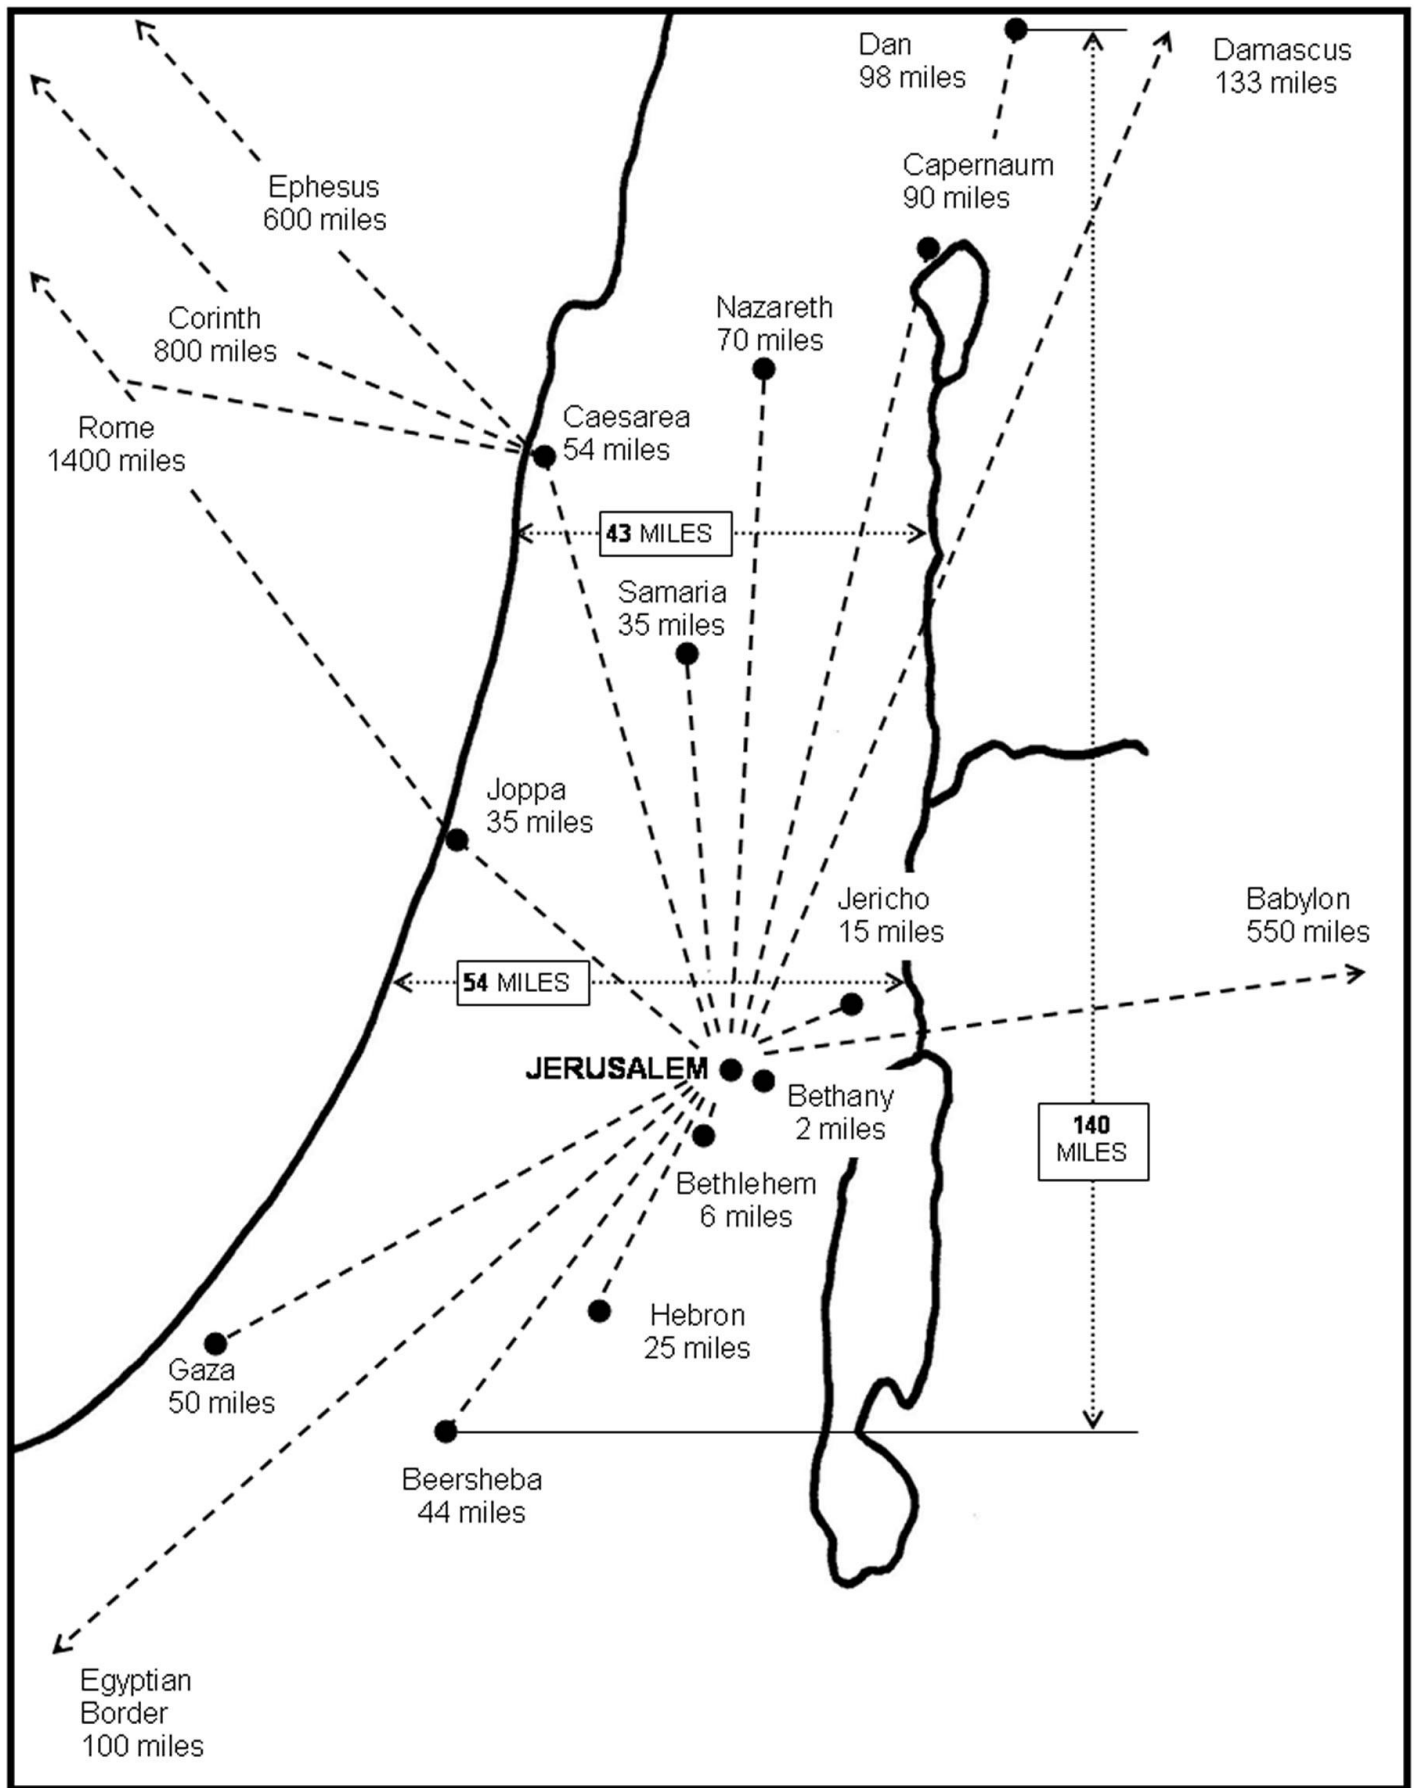 Dan
98 miles
Damascus
133 miles
Capernaum
90 miles
Ephesus
600 miles
Nazareth
70 miles
Corinth
800 miles
Caesarea
54 miles
Rome
1400 miles
43 MILES
Samaria
35 miles
Joppa
35 miles
Jericho
15 miles
Babylon
550 miles
54 MILES
JERUSALEM
Bethany
2 miles
140
MILES
Bethlehem
6 miles
Hebron
25 miles
Gaza
50 miles
Beersheba
44 miles
Egyptian
Border
100 miles